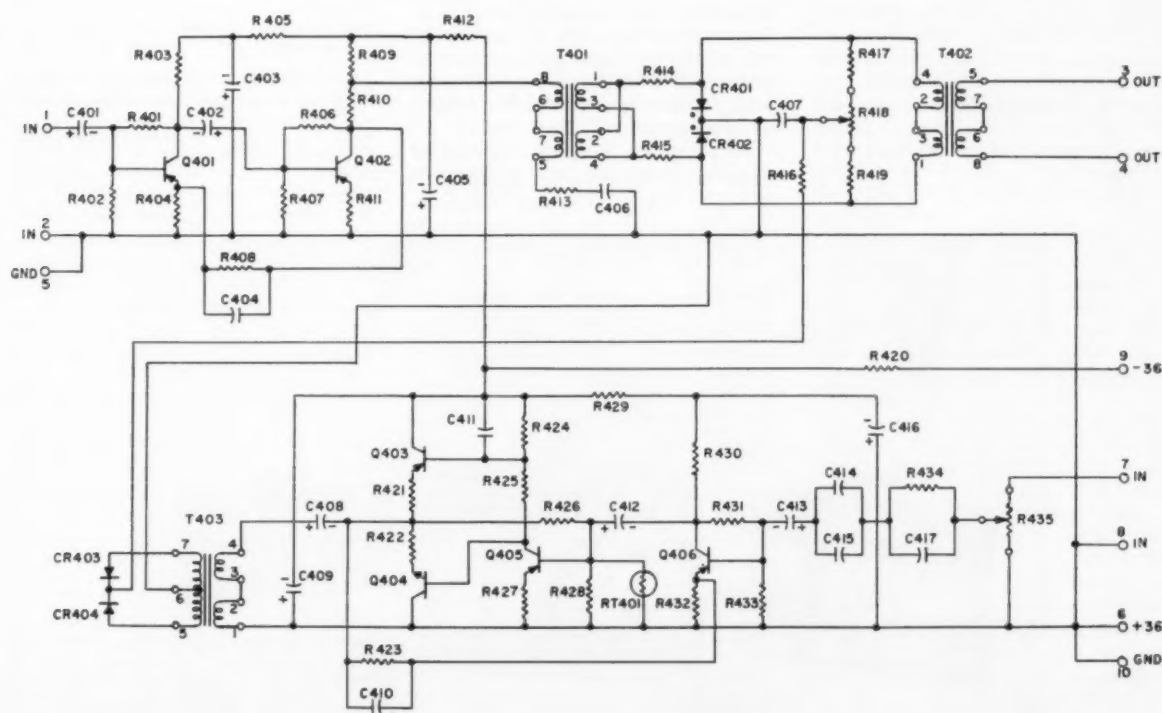 R405
R412
R403
R409
C403
T401
R417
T402
R414
CR401
C407
R418
CR402
R415
R416
R419
8
6
7
5
1
3
2
4
4
2
3
1
5
7
6
8
3
OUT
OUT
4
C401
IN
1
R401
C402
R406
R410
Q401
Q402
R402
R404
R407
R411
C405
R413
C406
2
IN
GND
5
R408
C404
R420
9
-36
R429
C411
R424
C416
Q403
R425
R430
R421
C408
R426
C412
R431
C413
C414
C415
R434
C417
7
IN
R435
8
IN
T403
R422
Q405
Q406
CR403
7
4
6
3
2
5
1
CR404
C409
Q404
R427
R428
RT401
R432
R433
6
+36
R423
C410
GND
10